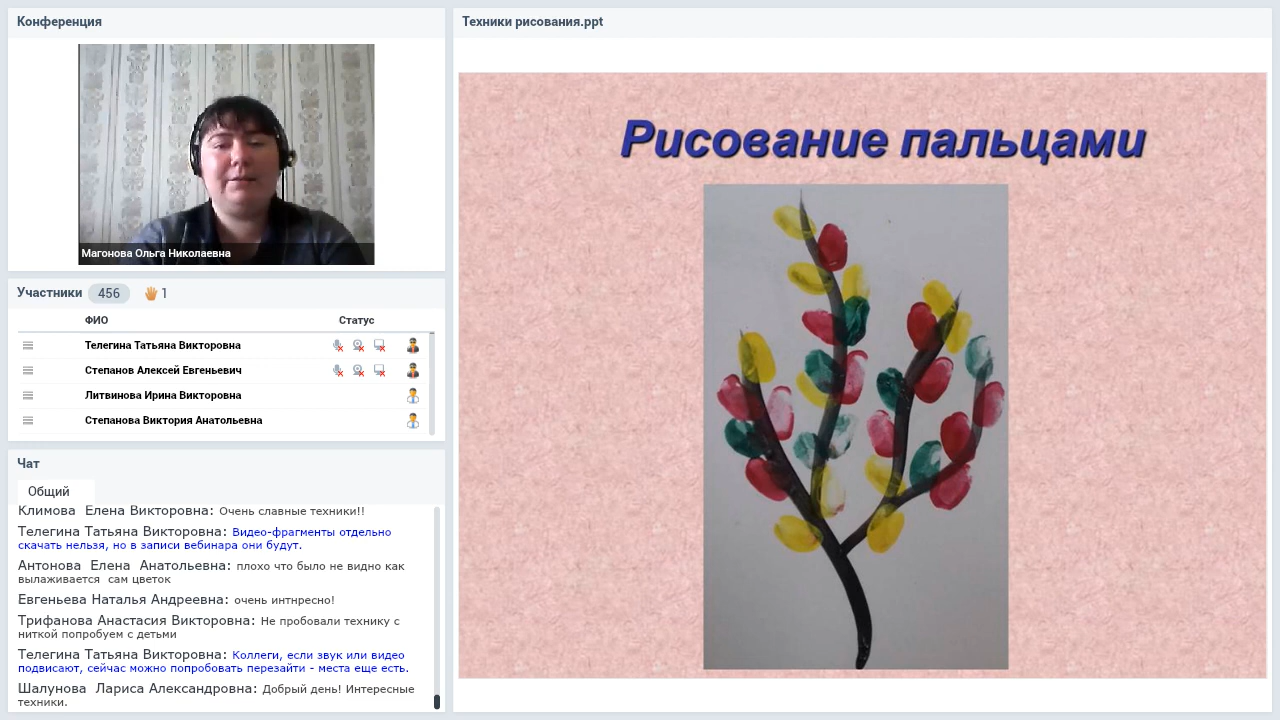 Конференция
Магонова Ольга Николаевна
Участники 456 1
ФИО Статус
Телегина Татьяна Викторовна
Степанов Алексей Евгеньевич
Литвинова Ирина Викторовна
Степанова Виктория Анатольевна
Чат
Общий
Климова Елена Викторовна: Очень славные техники!!
Телегина Татьяна Викторовна: Видео-фрагменты отдельно
скачать нельзя, но в записи вебинара они будут.
Антонова Елена Анатольевна: плохо что было не видно как
вылаживается сам цветок
Евгеньева Наталья Андреевна: очень интнресно!
Трифанова Анастасия Викторовна: Не пробовали технику с
ниткой попробуем с детьми
Телегина Татьяна Викторовна: Коллеги, если звук или видео
подвисают, сейчас можно попробовать перезайти - места еще есть.
Шалунова Лариса Александровна: Добрый день! Интересные
техники.
Техники рисования.ppt
Рисование пальцами